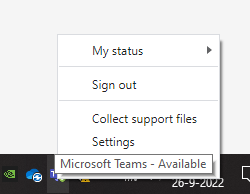 My status
Sign out
Collect support files
Settings
Microsoft Teams - Available
26-9-2022